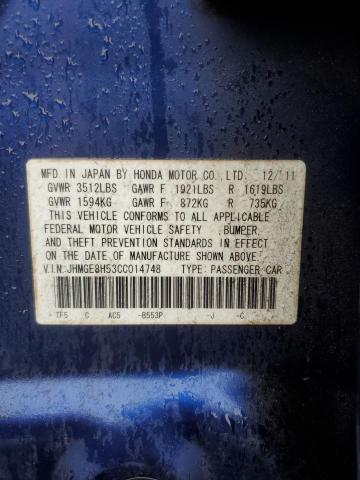 MFD. IN JAPAN BY HONDA MOTOR CO.,LTD. 12/'11
GVWR 3512LBS GAWR F 1921LBS R 1619LBS
GVWR 1594KG GAWR F 872KG R 735KG
THIS VEHICLE CONFORMS TO ALL APPLICABLE
FEDERAL MOTOR VEHICLE SAFETY, BUMPER,
AND THEFT PREVENTION STANDARDS IN EFFECT
ON THE DATE OF MANUFACTURE SHOWN ABOVE.
V.I.N: JHMGE8H53CC014748 TYPE: PASSENGER CAR
TF5 C AC5 -B553P -J -C